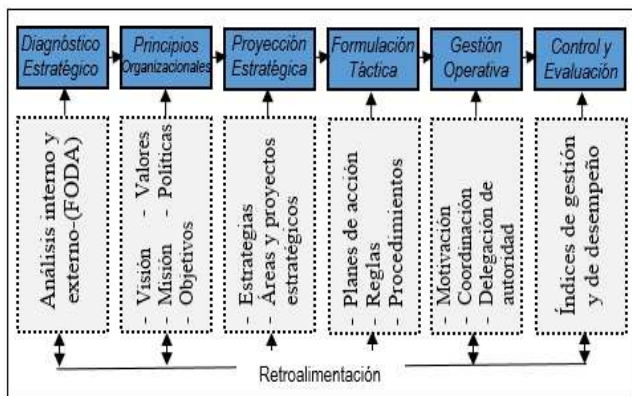 Diagnóstico
Estratégico
Principios
Organizacionales
Proyección
Estratégica
Formulación
Tàctica
Gestión
Operativa
Control y
Evaluación
Análisis interno y
externo-(FODA)
- Visión - Valores
- Misión - Políticas
- Objetivos
- Estrategias
- Áreas y proyectos
estratégicos
- Planes de acción
- Reglas
- Procedimientos
- Motivación
- Coordinación
- Delegación de
autoridad
Índices de gestión
y de desempeño
Retroalimentación